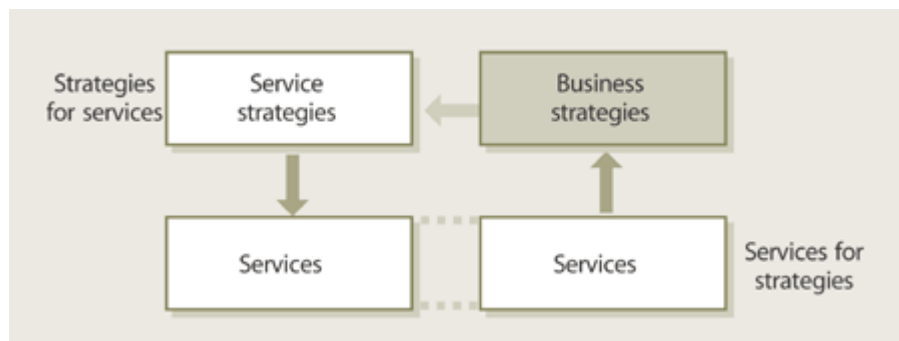 Strategies
for services
Service
strategies
Business
strategies
Services
Services
Services for
strategies